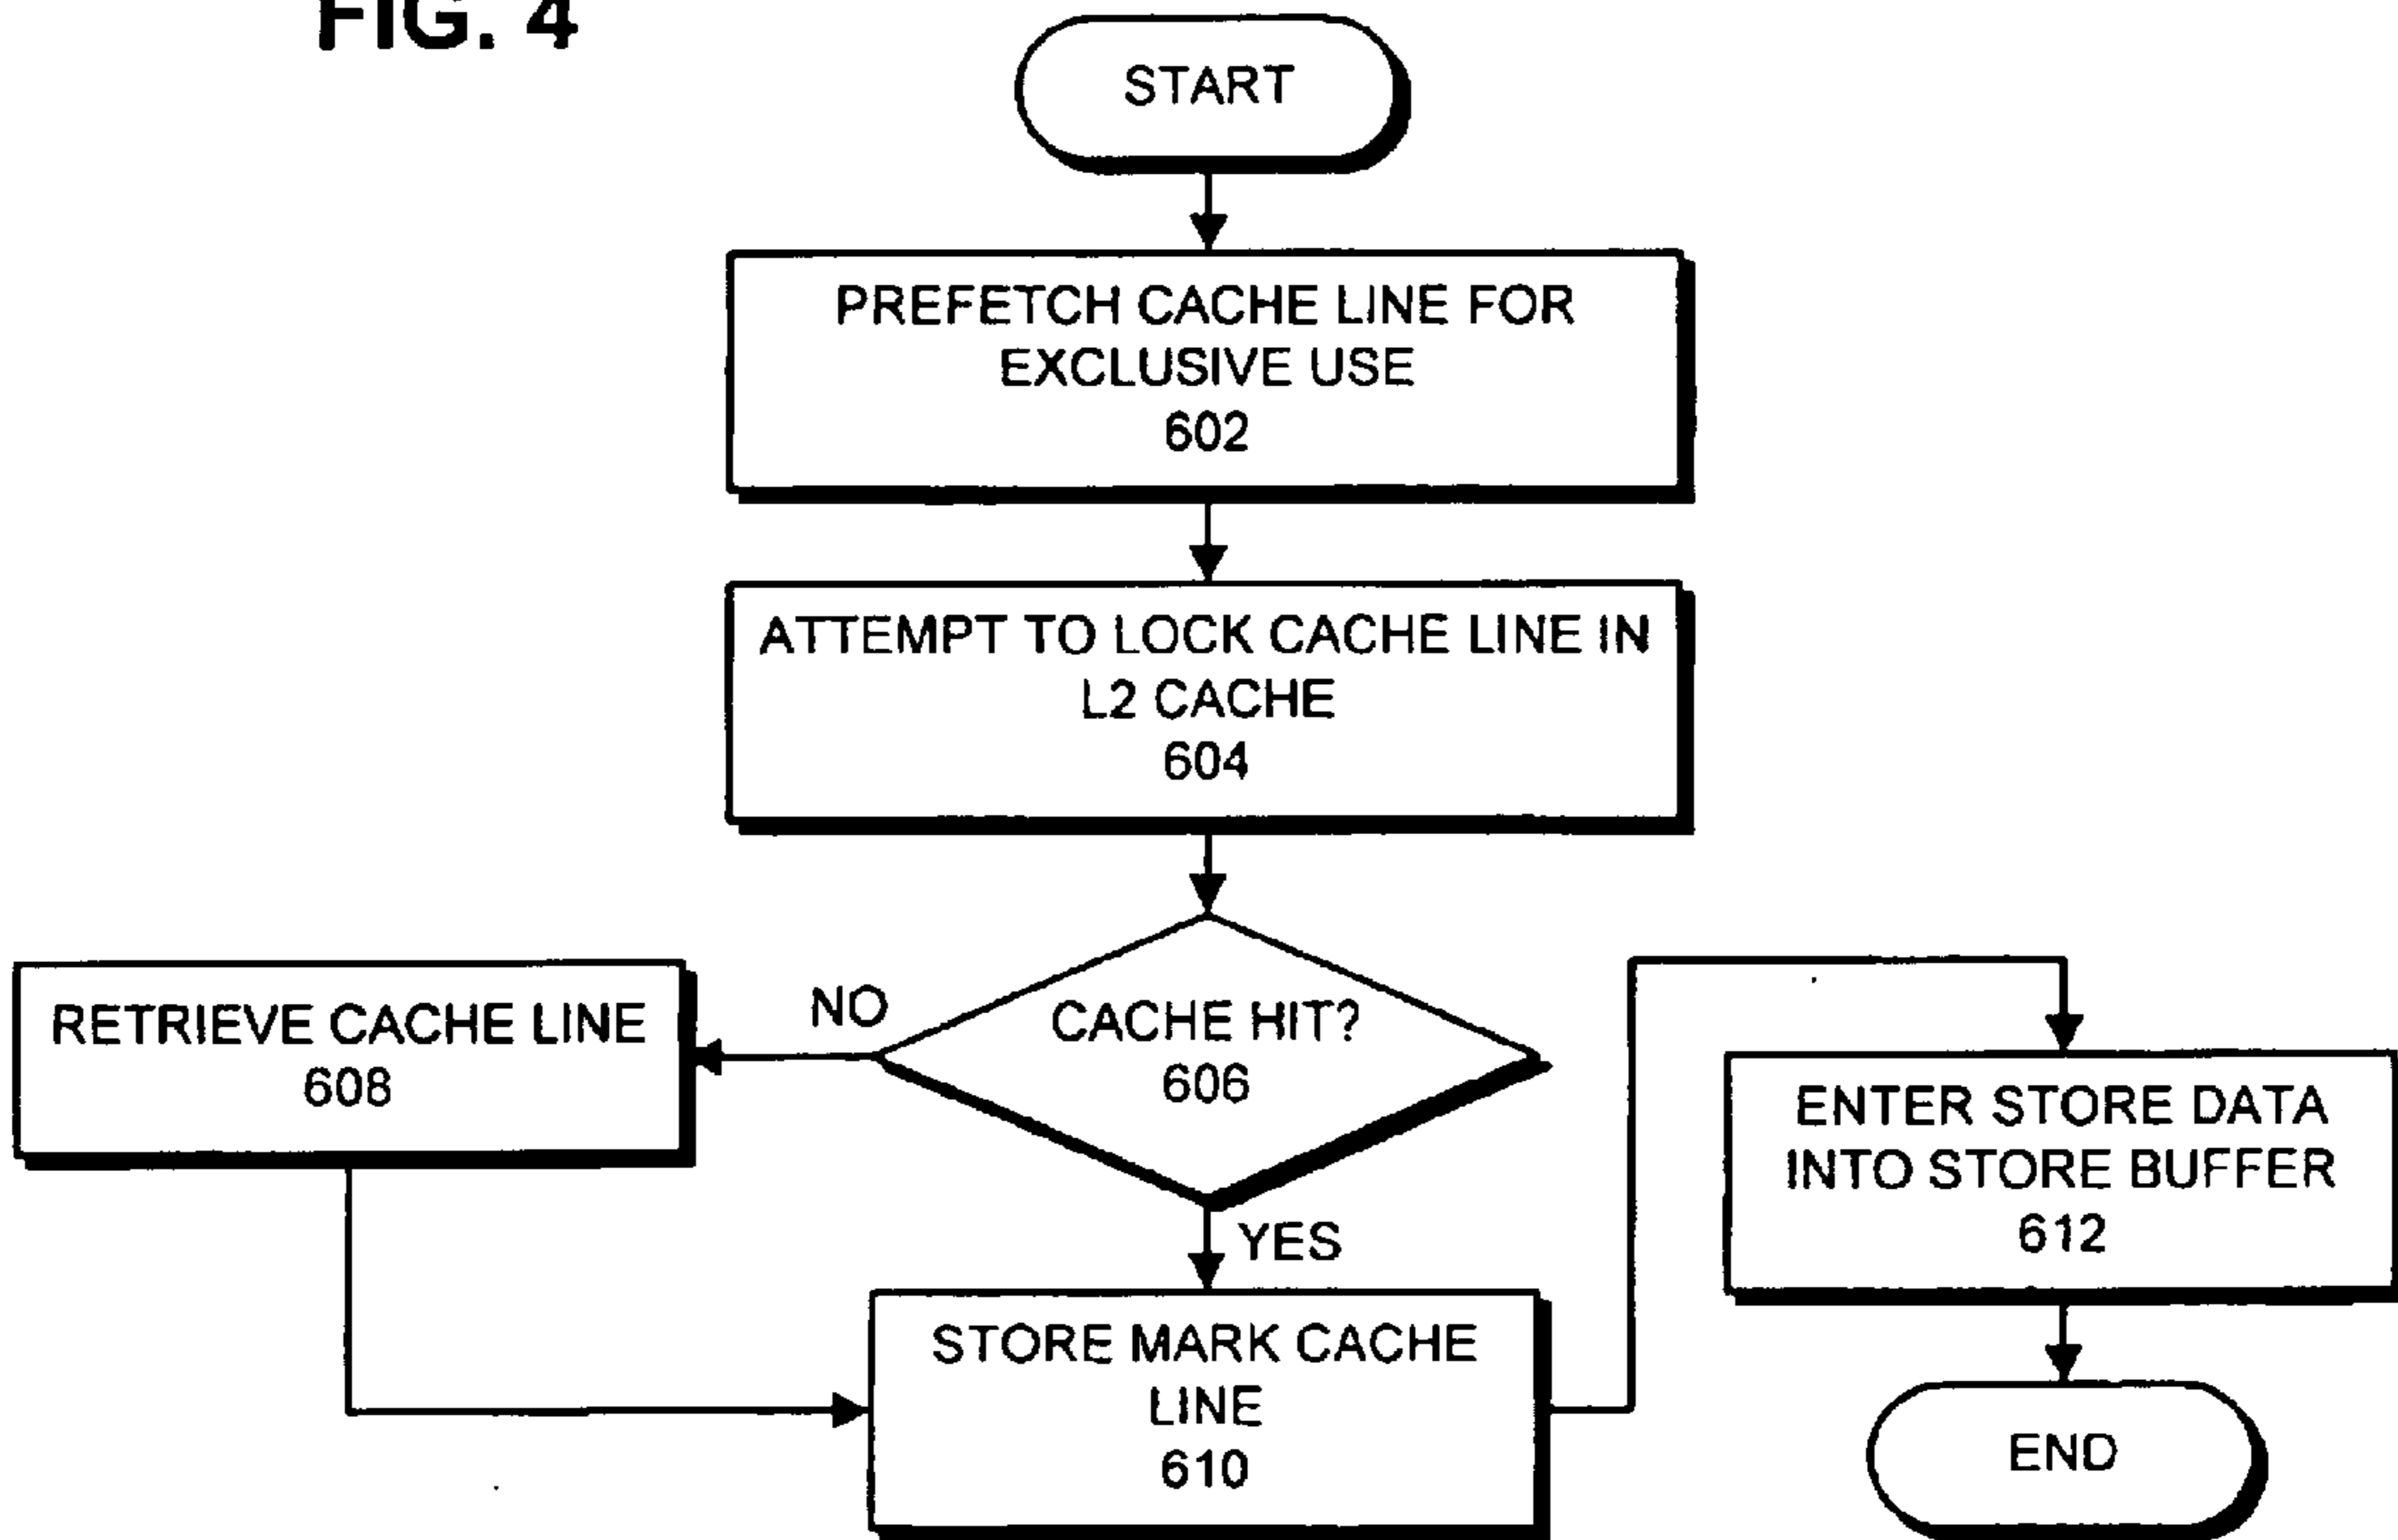 FIG. 4
START
PREFETCH CACHE LINE FOR
EXCLUSIVE USE
602
ATTEMPT TO LOCK CACHE LINE IN
L2 CACHE
604
CACHE HIT?
606
NO
RETRIEVE CACHE LINE
608
YES
STORE MARK CACHE
LINE
610
ENTER STORE DATA
INTO STORE BUFFER
612
END